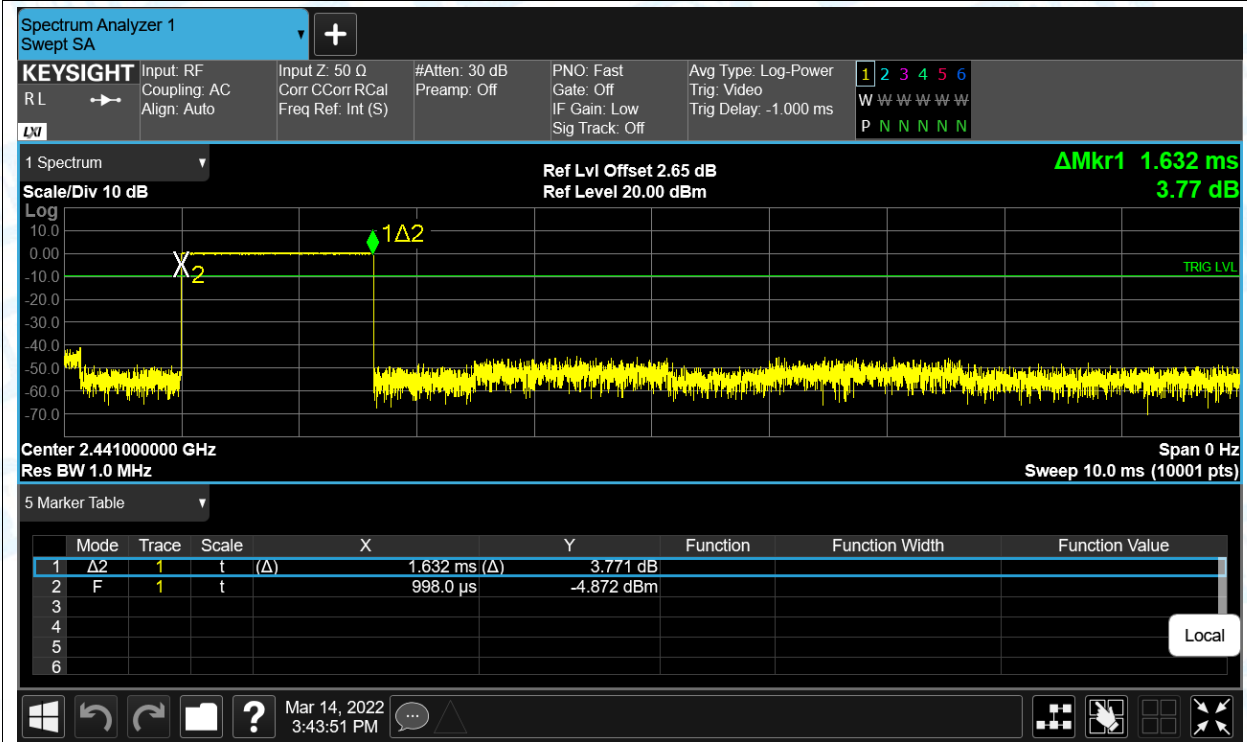 Spectrum Analyzer 1
Swept SA
+
KEYSIGHT
R L
LXI
Input: RF
Coupling: AC
Align: Auto
Input Z: 50 Ω
Corr CCorr RCal
Freq Ref: Int (S)
#Atten: 30 dB
Preamp: Off
PNO: Fast
Gate: Off
IF Gain: Low
Sig Track: Off
Avg Type: Log-Power
Trig: Video
Trig Delay: -1.000 ms
1 2 3 4 5 6
W W W W W W
P N N N N N
1 Spectrum
Scale/Div 10 dB
Ref Lvl Offset 2.65 dB
Ref Level 20.00 dBm
ΔMkr1 1.632 ms
3.77 dB
Log
10.0
0.00
-10.0
-20.0
-30.0
-40.0
-50.0
-60.0
-70.0
1Δ2
X
2
TRIG LVL
Center 2.441000000 GHz
Span 0 Hz
Res BW 1.0 MHz
Sweep 10.0 ms (10001 pts)
5 Marker Table
Mode Trace Scale X Y Function Function Width Function Value
1 Δ2 1 t (Δ) 1.632 ms (Δ) 3.771 dB
2 F 1 t 998.0 µs -4.872 dBm
3
4
5
6
Local
?
Mar 14, 2022
3:43:51 PM